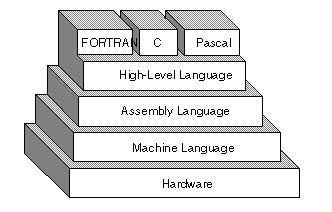 FORTRAN C Pascal
High-Level Language
Assembly Language
Machine Language
Hardware